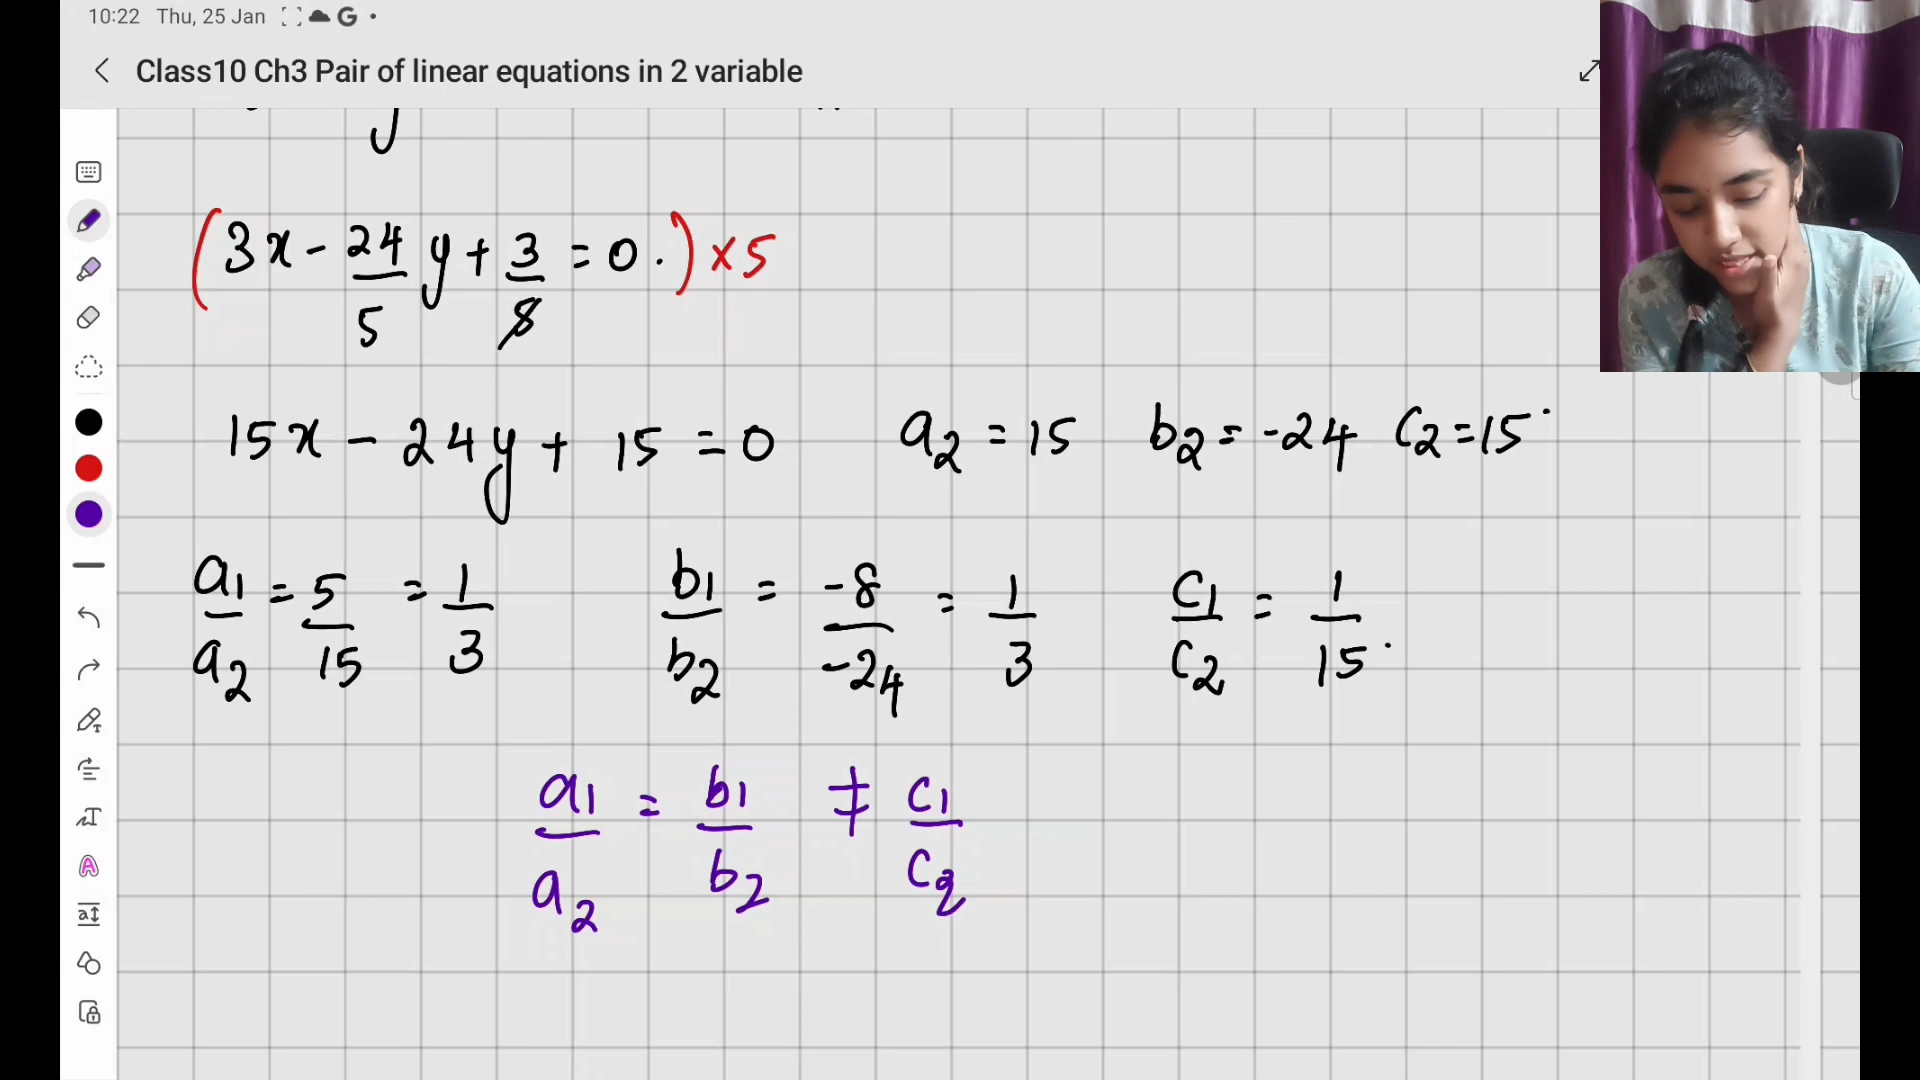 10:22 Thu, 25 Jan
Class10 Ch3 Pair of linear equations in 2 variable
y
(3x - 24/5 y + 3/8 = 0.) × 5
15x - 24y + 15 = 0 a2 = 15 b2 = -24 c2 = 15
a1/a2 = 5/15 = 1/3 b1/b2 = -8/-24 = 1/3 c1/c2 = 1/15
a1/a2 = b1/b2 ≠ c1/c2